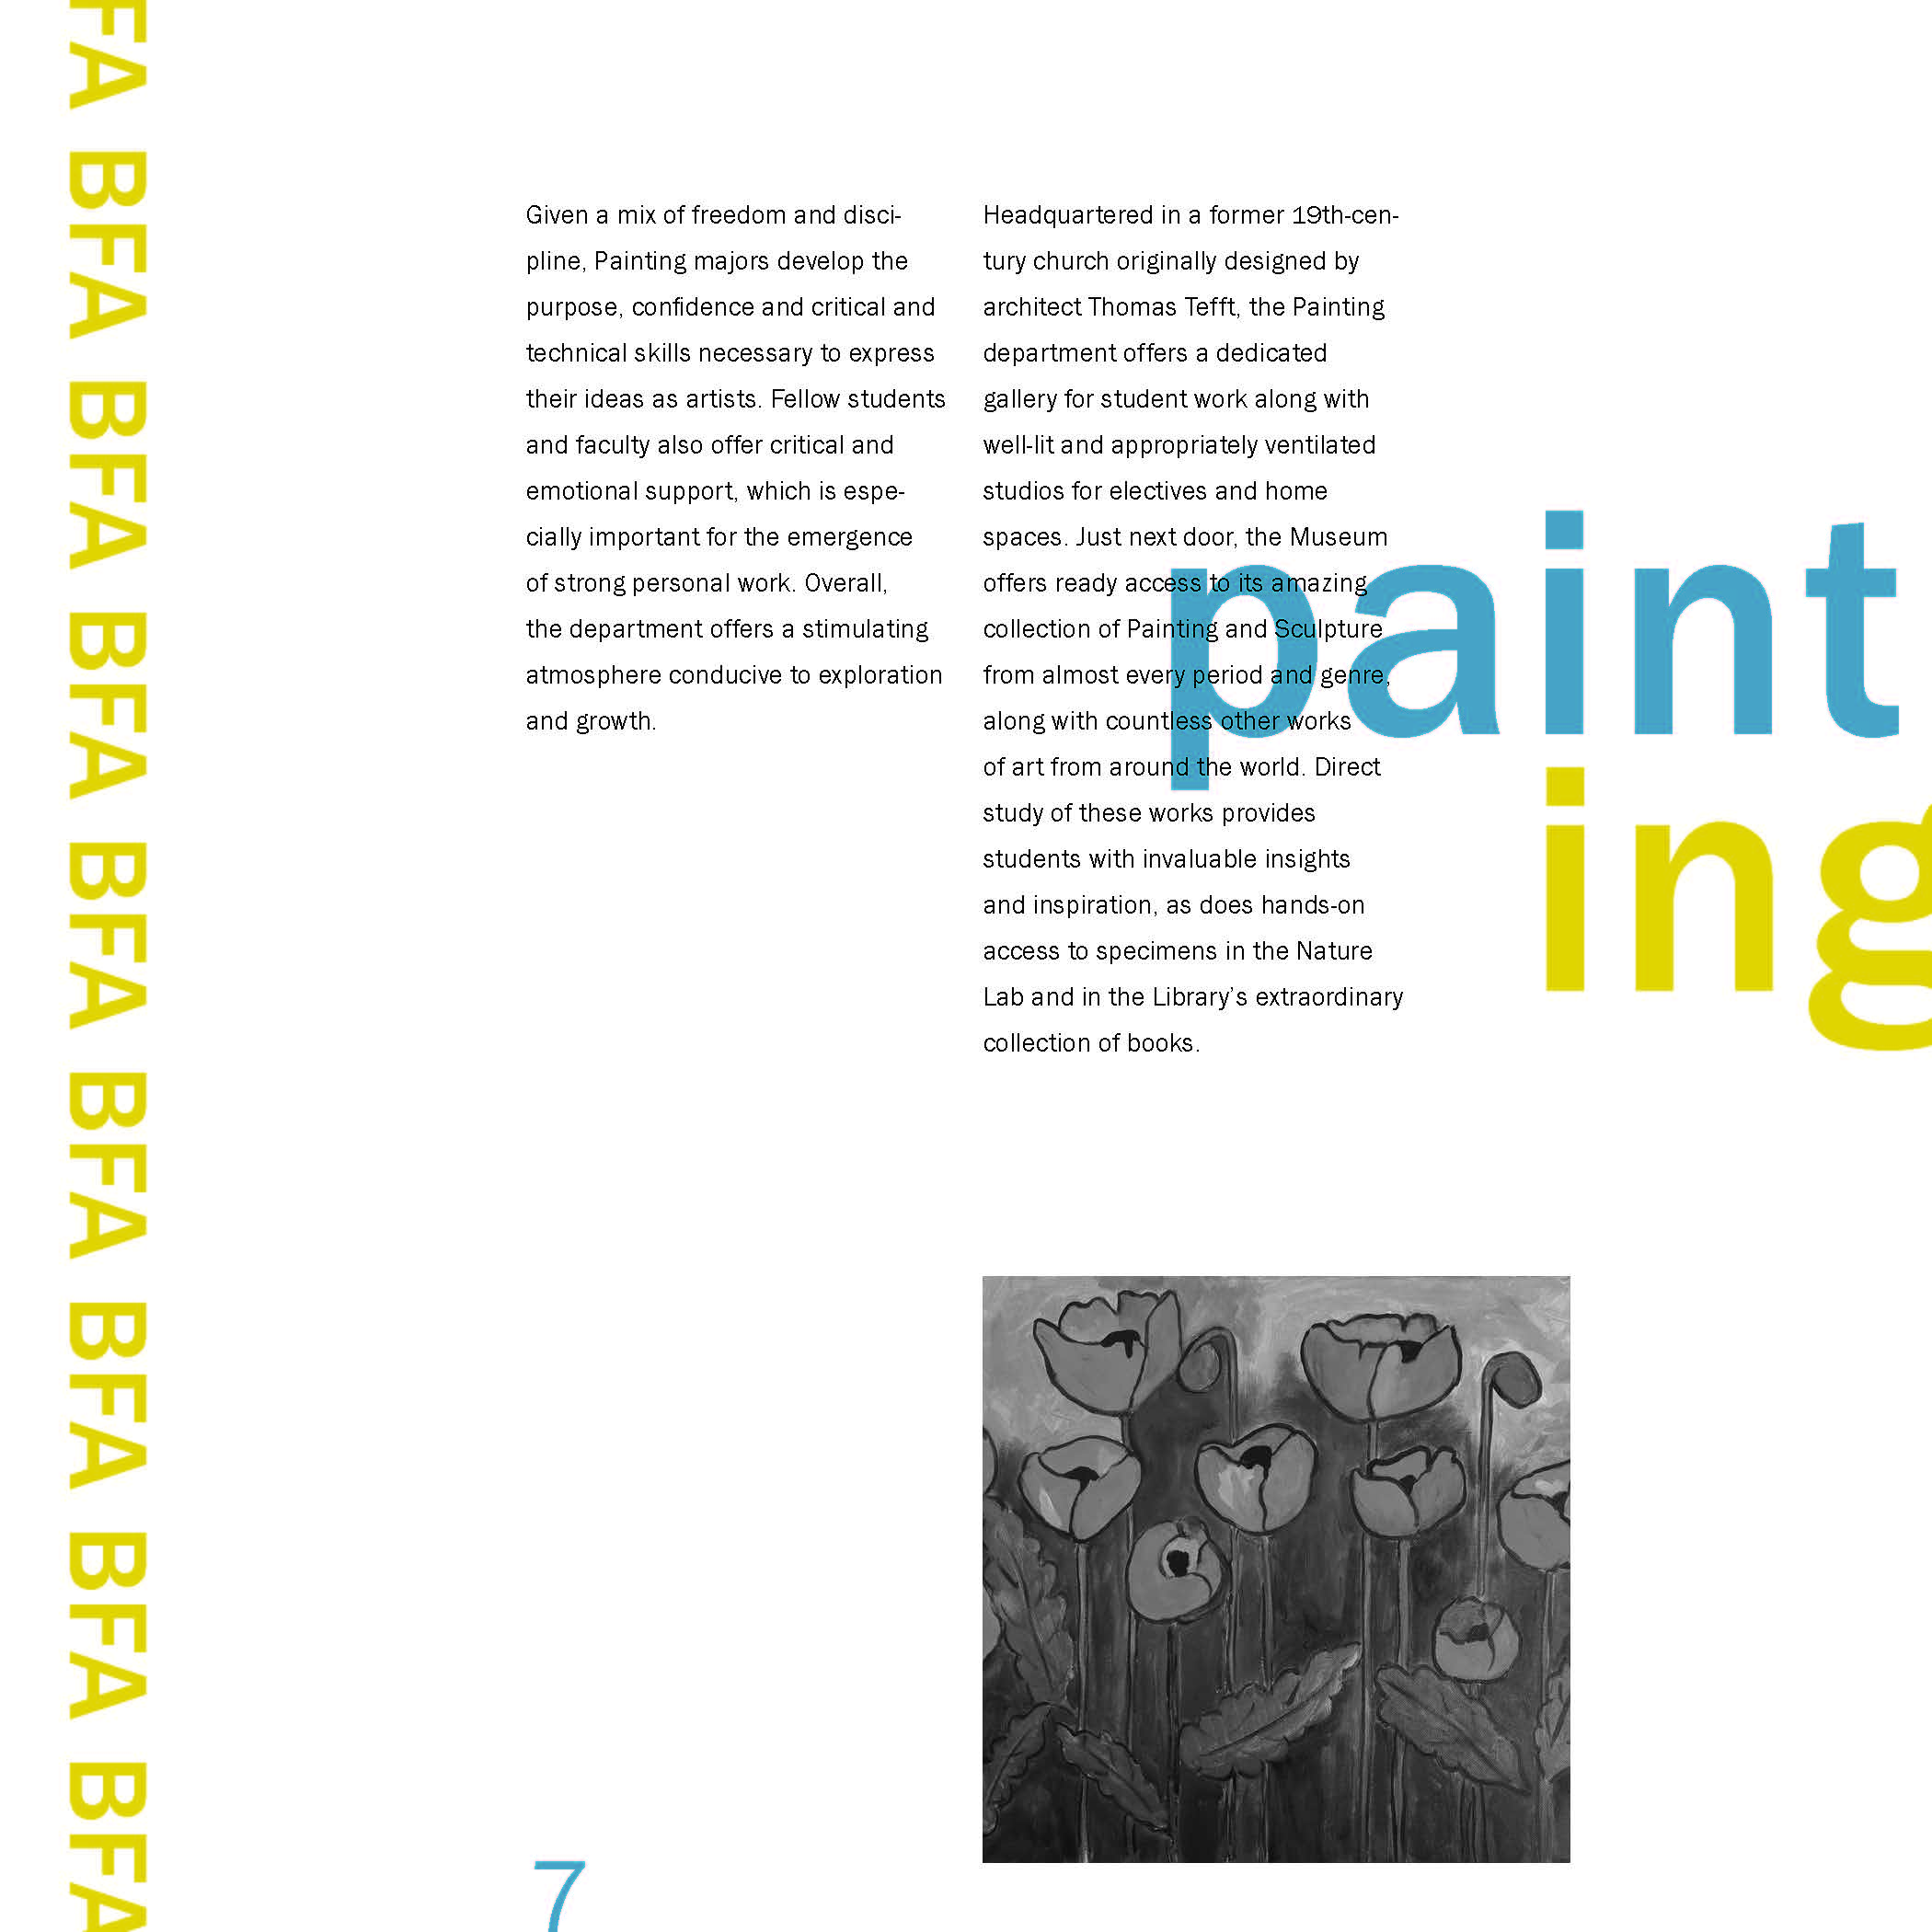 FA BFA BFA BFA BFA BFA BFA BFA BFA
Given a mix of freedom and disci-
pline, Painting majors develop the
purpose, confidence and critical and
technical skills necessary to express
their ideas as artists. Fellow students
and faculty also offer critical and
emotional support, which is espe-
cially important for the emergence
of strong personal work. Overall,
the department offers a stimulating
atmosphere conducive to exploration
and growth.
Headquartered in a former 19th-cen-
tury church originally designed by
architect Thomas Tefft, the Painting
department offers a dedicated
gallery for student work along with
well-lit and appropriately ventilated
studios for electives and home
spaces. Just next door, the Museum
offers ready access to its amazing
collection of Painting and Sculpture
from almost every period and genre,
along with countless other works
of art from around the world. Direct
study of these works provides
students with invaluable insights
and inspiration, as does hands-on
access to specimens in the Nature
Lab and in the Library’s extraordinary
collection of books.
paint
ing
7